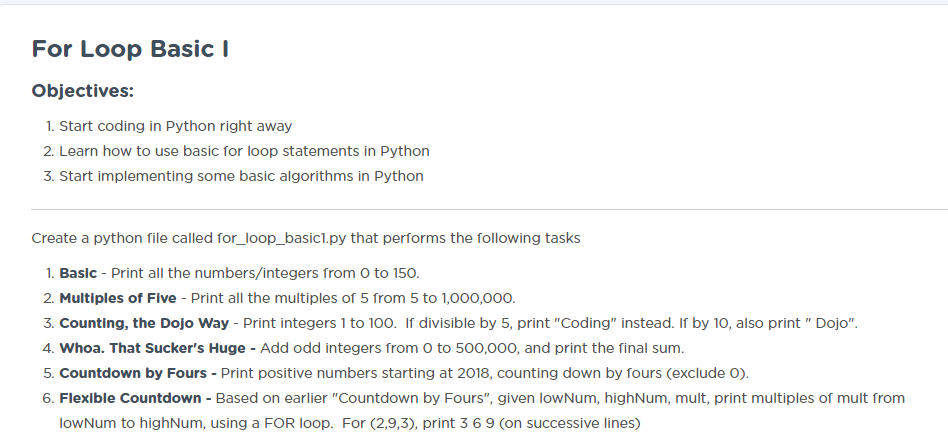 For Loop Basic I
Objectives:
1. Start coding in Python right away
2. Learn how to use basic for loop statements in Python
3. Start implementing some basic algorithms in Python
Create a python file called for_loop_basic1.py that performs the following tasks
1. Basic - Print all the numbers/integers from 0 to 150.
2. Multiples of Five - Print all the multiples of 5 from 5 to 1,000,000.
3. Counting, the Dojo Way - Print integers 1 to 100.  If divisible by 5, print "Coding" instead. If by 10, also print " Dojo".
4. Whoa. That Sucker's Huge - Add odd integers from 0 to 500,000, and print the final sum.
5. Countdown by Fours - Print positive numbers starting at 2018, counting down by fours (exclude 0).
6. Flexible Countdown - Based on earlier "Countdown by Fours", given lowNum, highNum, mult, print multiples of mult from
lowNum to highNum, using a FOR loop.  For (2,9,3), print 3 6 9 (on successive lines)